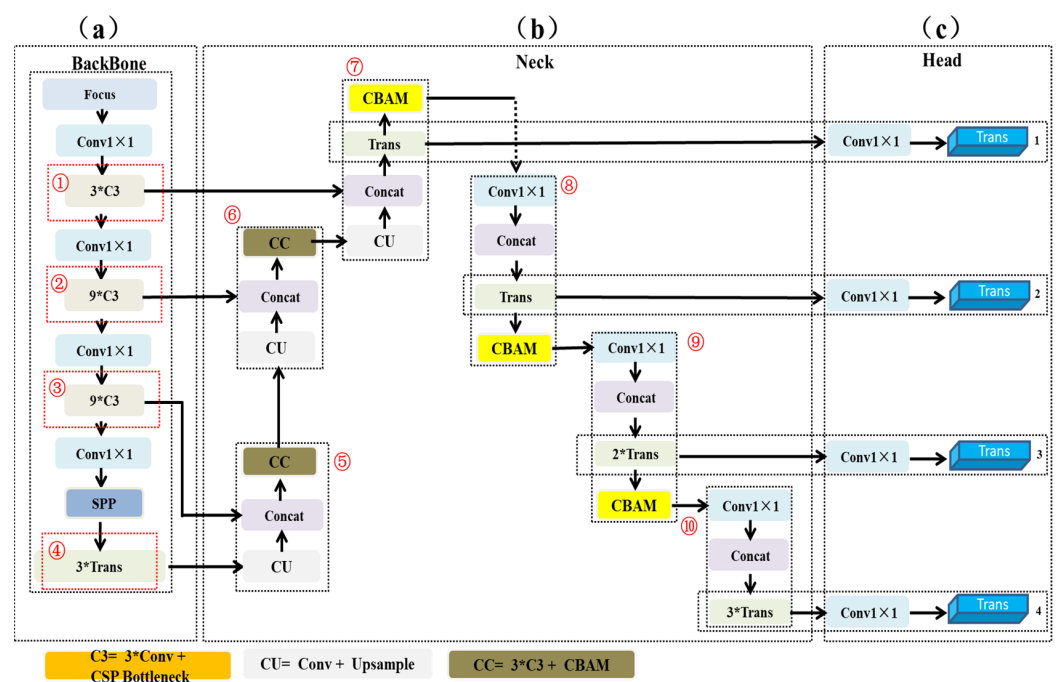 (a)
(b)
(c)
BackBone
Neck
Head
Focus
Conv1×1
① 3*C3
Conv1×1
② 9*C3
Conv1×1
③ 9*C3
Conv1×1
SPP
④ 3*Trans
⑤
CC
Concat
CU
⑥
CC
Concat
CU
⑦
CBAM
Trans
Concat
CU
Conv1×1 ⑧
Concat
Trans
CBAM
Conv1×1 ⑨
Concat
2*Trans
CBAM
⑩
Conv1×1
Concat
3*Trans
Conv1×1 Trans 1
Conv1×1 Trans 2
Conv1×1 Trans 3
Conv1×1 Trans 4
C3= 3*Conv +
CSP Bottleneck
CU= Conv + Upsample
CC= 3*C3 + CBAM